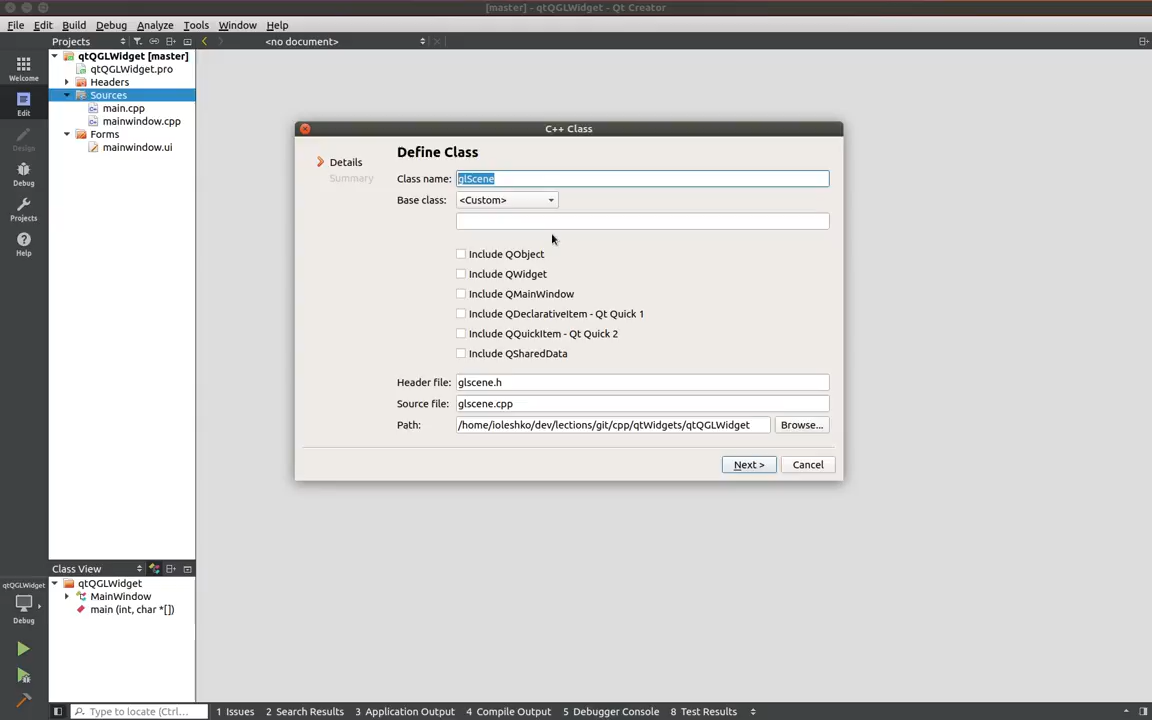 [master] - qtQGLWidget - Qt Creator
File Edit Build Debug Analyze Tools Window Help
Projects <no document>
Welcome
Edit
Design
Debug
Projects
Help
qtQGLWidget [master]
qtQGLWidget.pro
Headers
Sources
main.cpp
mainwindow.cpp
Forms
mainwindow.ui
C++ Class
Details
Summary
Define Class
Class name: glScene
Base class: <Custom>
Include QObject
Include QWidget
Include QMainWindow
Include QDeclarativeItem - Qt Quick 1
Include QQuickItem - Qt Quick 2
Include QSharedData
Header file: glscene.h
Source file: glscene.cpp
Path: /home/ioleshko/dev/lections/git/cpp/qtWidgets/qtQGLWidget Browse...
Next > Cancel
Class View
qtQGLWidget
MainWindow
main (int, char *[])
qtQGLWidget
Debug
Type to locate (Ctrl... 1 Issues 2 Search Results 3 Application Output 4 Compile Output 5 Debugger Console 8 Test Results